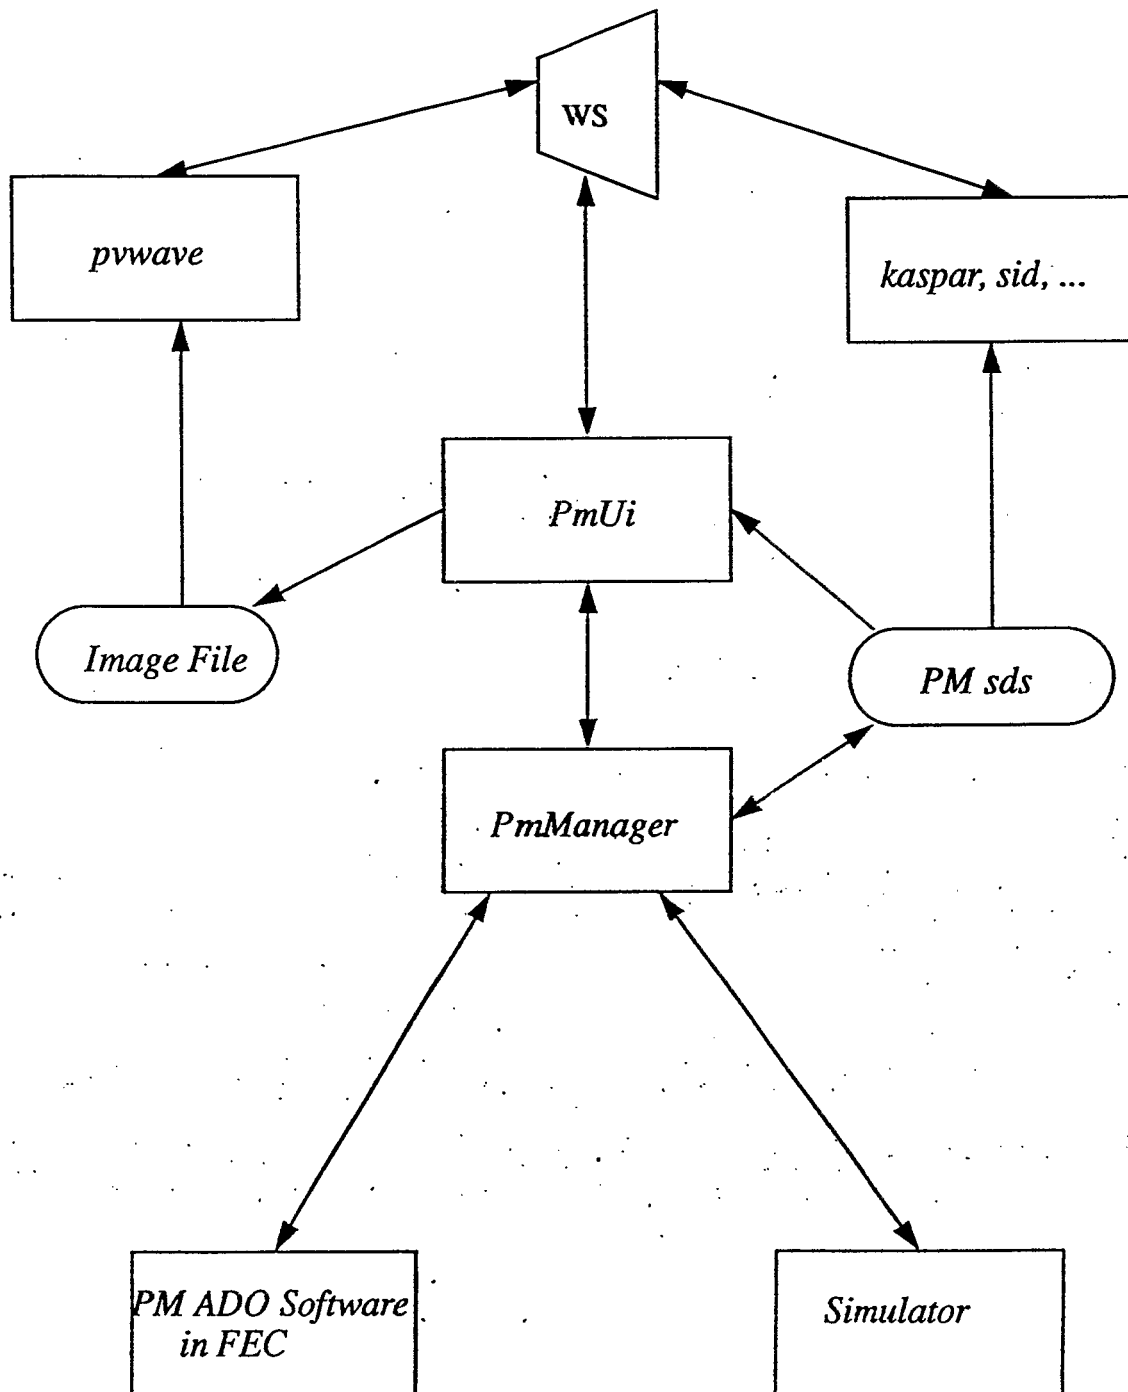 ws
pvwave
kaspar, sid, ...
PmUi
Image File
PM sds
PmManager
PM ADO Software
in FEC
Simulator